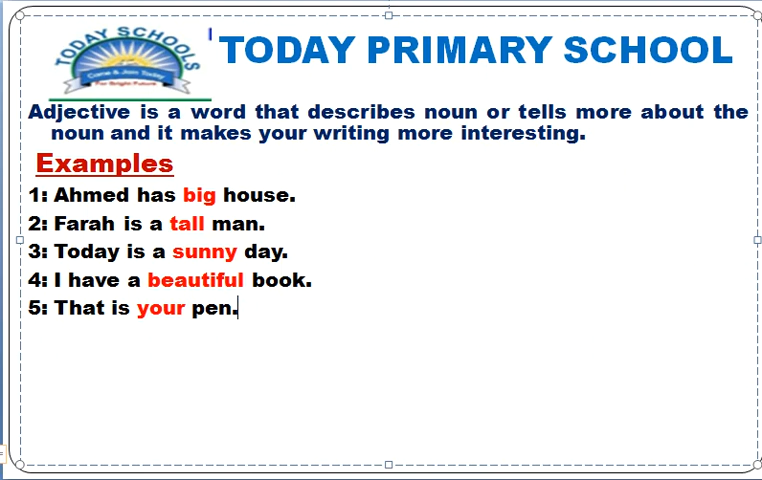 TODAY SCHOOLS
Come & Join Today
For Bright Future
TODAY PRIMARY SCHOOL
Adjective is a word that describes noun or tells more about the
noun and it makes your writing more interesting.
Examples
1: Ahmed has big house.
2: Farah is a tall man.
3: Today is a sunny day.
4: I have a beautiful book.
5: That is your pen.